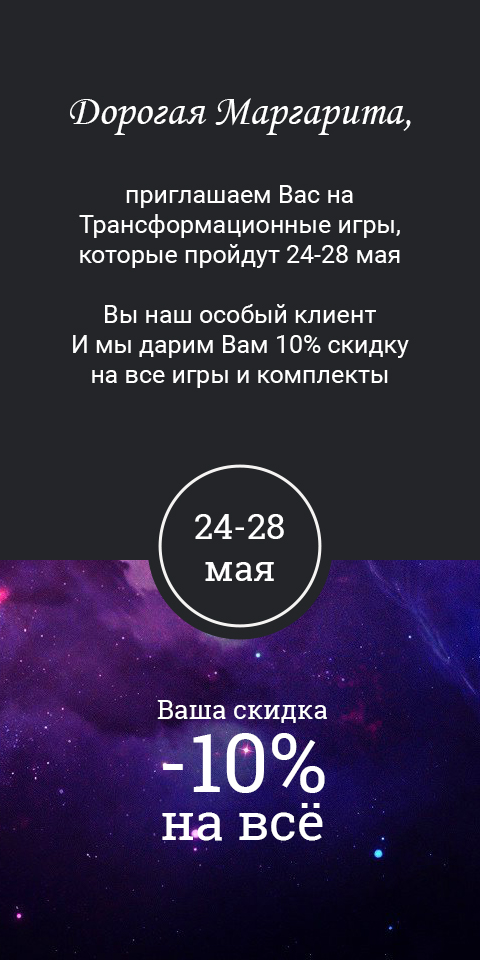 Дорогая Маргарита,
приглашаем Вас на
Трансформационные игры,
которые пройдут 24-28 мая
Вы наш особый клиент
И мы дарим Вам 10% скидку
на все игры и комплекты
24-28
мая
Ваша скидка
-10%
на всё